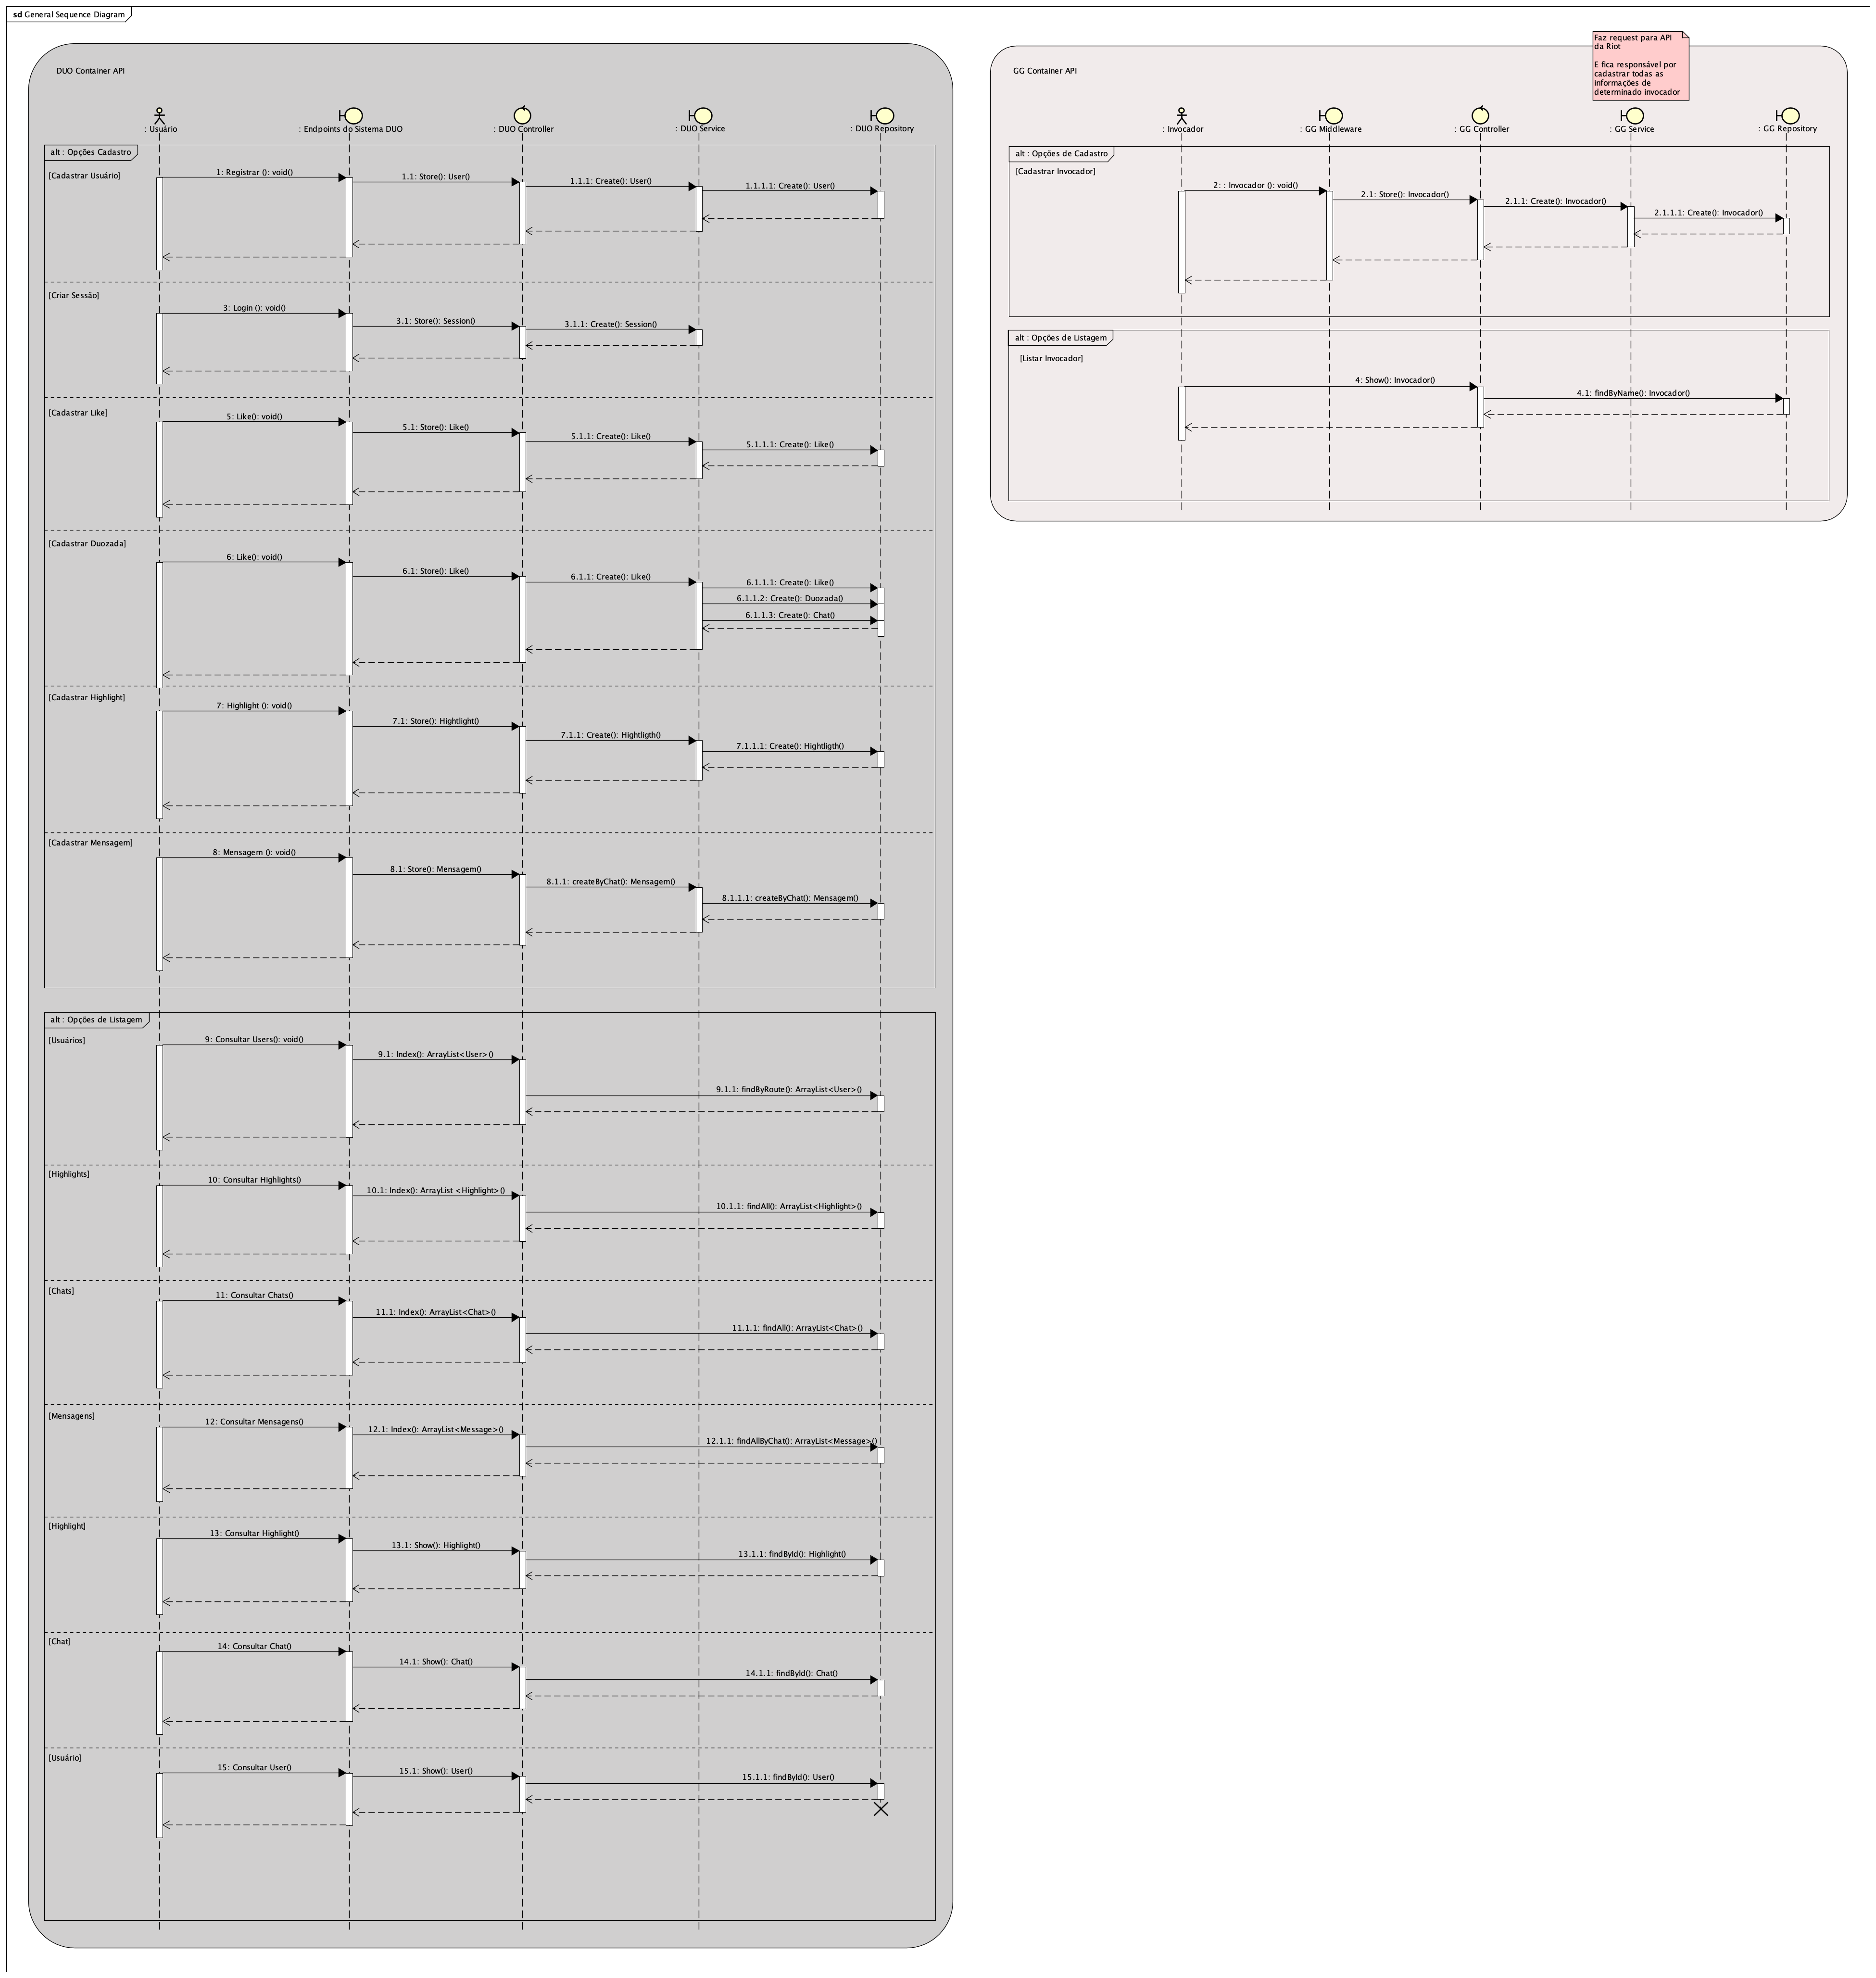 sd General Sequence Diagram
DUO Container API
: Usuário
: Endpoints do Sistema DUO
: DUO Controller
: DUO Service
: DUO Repository
alt : Opções Cadastro
[Cadastrar Usuário]
1: Registrar (): void()
1.1: Store(): User()
1.1.1: Create(): User()
1.1.1.1: Create(): User()
[Criar Sessão]
3: Login (): void()
3.1: Store(): Session()
3.1.1: Create(): Session()
[Cadastrar Like]
5: Like(): void()
5.1: Store(): Like()
5.1.1: Create(): Like()
5.1.1.1: Create(): Like()
[Cadastrar Duozada]
6: Like(): void()
6.1: Store(): Like()
6.1.1: Create(): Like()
6.1.1.1: Create(): Like()
6.1.1.2: Create(): Duozada()
6.1.1.3: Create(): Chat()
[Cadastrar Highlight]
7: Highlight (): void()
7.1: Store(): Hightlight()
7.1.1: Create(): Hightligth()
7.1.1.1: Create(): Hightligth()
[Cadastrar Mensagem]
8: Mensagem (): void()
8.1: Store(): Mensagem()
8.1.1: createByChat(): Mensagem()
8.1.1.1: createByChat(): Mensagem()
alt : Opções de Listagem
[Usuários]
9: Consultar Users(): void()
9.1: Index(): ArrayList<User>()
9.1.1: findByRoute(): ArrayList<User>()
[Highlights]
10: Consultar Highlights()
10.1: Index(): ArrayList <Highlight>()
10.1.1: findAll(): ArrayList<Highlight>()
[Chats]
11: Consultar Chats()
11.1: Index(): ArrayList<Chat>()
11.1.1: findAll(): ArrayList<Chat>()
[Mensagens]
12: Consultar Mensagens()
12.1: Index(): ArrayList<Message>()
12.1.1: findAllByChat(): ArrayList<Message>()
[Highlight]
13: Consultar Highlight()
13.1: Show(): Highlight()
13.1.1: findById(): Highlight()
[Chat]
14: Consultar Chat()
14.1: Show(): Chat()
14.1.1: findById(): Chat()
[Usuário]
15: Consultar User()
15.1: Show(): User()
15.1.1: findById(): User()
GG Container API
Faz request para API
da Riot
E fica responsável por
cadastrar todas as
informações de
determinado invocador
: Invocador
: GG Middleware
: GG Controller
: GG Service
: GG Repository
alt : Opções de Cadastro
[Cadastrar Invocador]
2: : Invocador (): void()
2.1: Store(): Invocador()
2.1.1: Create(): Invocador()
2.1.1.1: Create(): Invocador()
alt : Opções de Listagem
[Listar Invocador]
4: Show(): Invocador()
4.1: findByName(): Invocador()